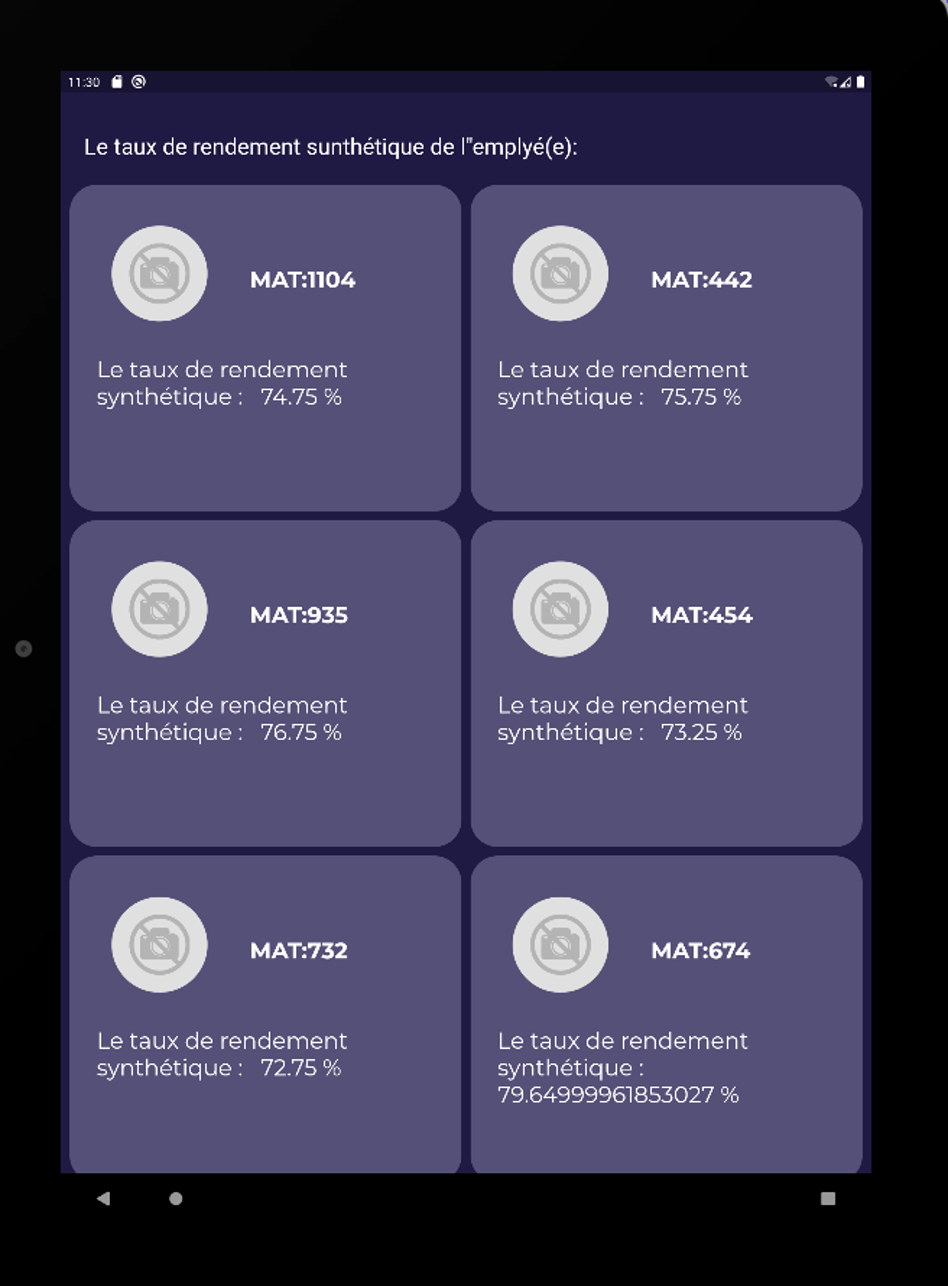 11:30
Le taux de rendement sunthétique de l"emplyé(e):
MAT:1104
Le taux de rendement
synthétique : 74.75 %
MAT:442
Le taux de rendement
synthétique : 75.75 %
MAT:935
Le taux de rendement
synthétique : 76.75 %
MAT:454
Le taux de rendement
synthétique : 73.25 %
MAT:732
Le taux de rendement
synthétique : 72.75 %
MAT:674
Le taux de rendement
synthétique :
79.64999961853027 %